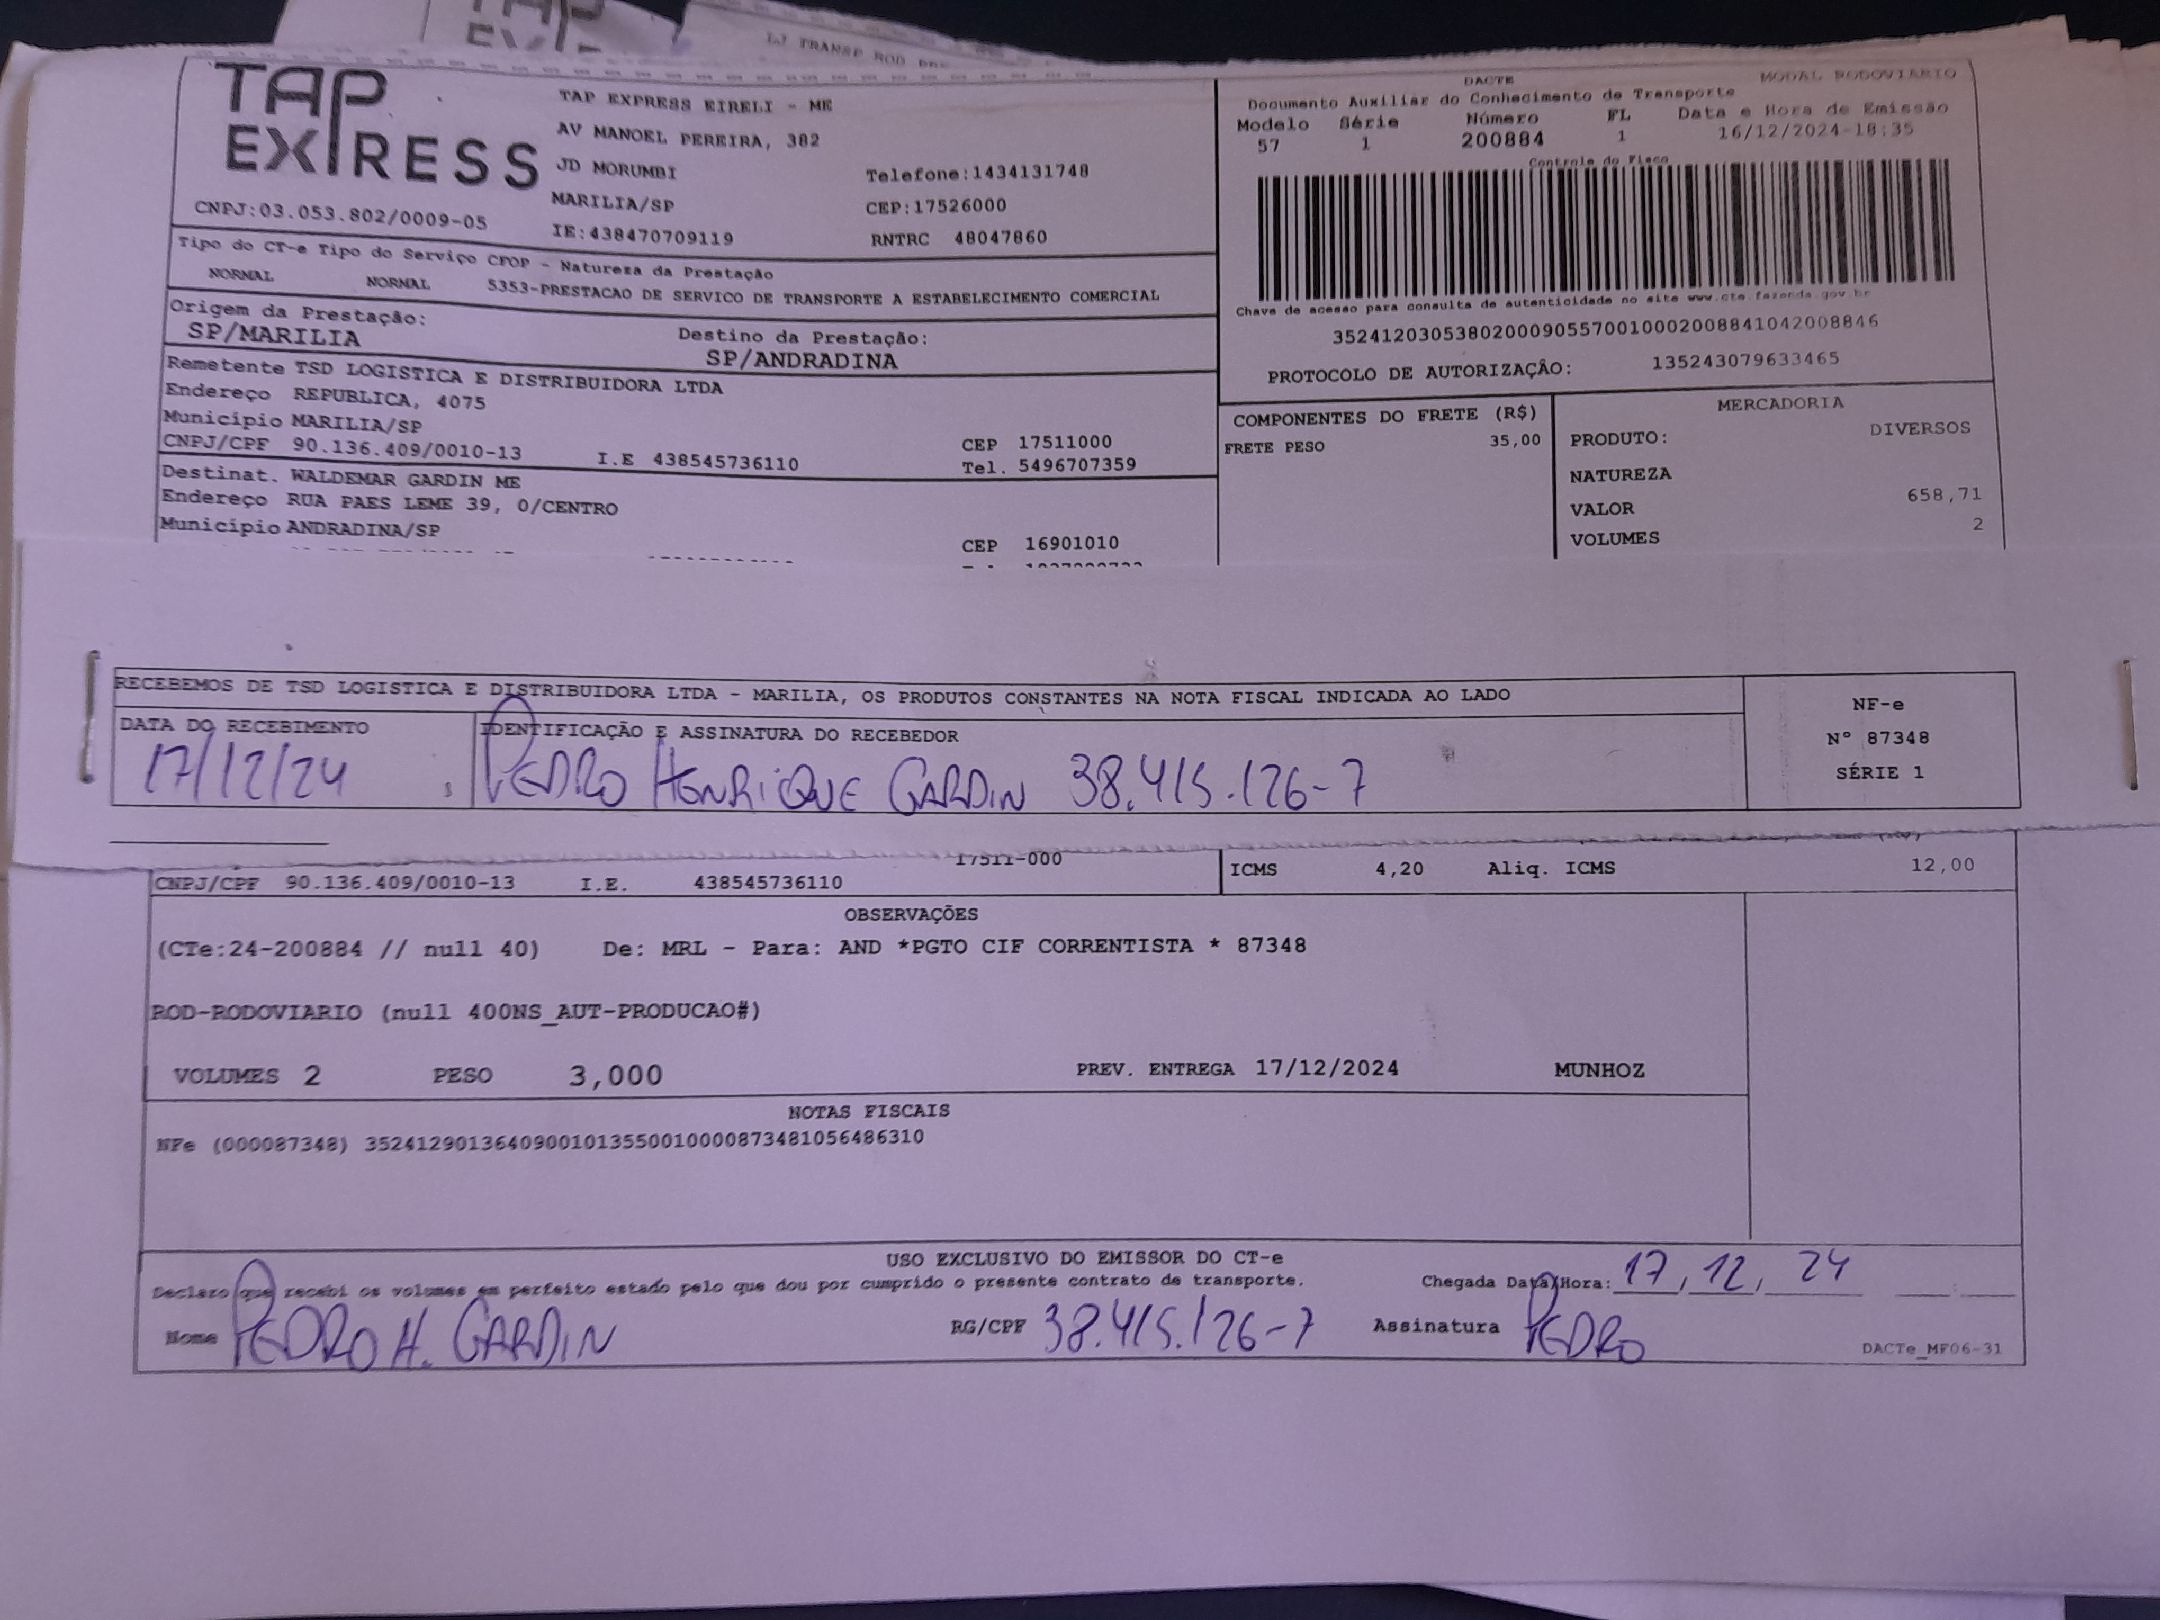 L7 TRANSP ROD
TAP EXPRESS
TAP EXPRESS EIRELI - ME
AV MANOEL PEREIRA, 382
JD MORUMBI
Telefone:1434131748
MARILIA/SP
CEP:17526000
CNPJ:03.053.802/0009-05
IE:438470709119
RNTRC 48047860
DACTE
MODAL RODOVIARIO
Documento Auxiliar do Conhecimento de Transporte
Modelo Série Número FL Data e Hora de Emissão
57 1 200884 1 16/12/2024-18:35
Controle do Fisco
Chave de acesso para consulta de autenticidade no site www.cte.fazenda.gov.br
35241203053802000905570010002008841042008846
PROTOCOLO DE AUTORIZAÇÃO: 135243079633465
Tipo do CT-e Tipo do Serviço CFOP - Natureza da Prestação
NORMAL NORMAL 5353-PRESTACAO DE SERVICO DE TRANSPORTE A ESTABELECIMENTO COMERCIAL
Origem da Prestação: Destino da Prestação:
SP/MARILIA SP/ANDRADINA
Remetente TSD LOGISTICA E DISTRIBUIDORA LTDA
Endereço REPUBLICA, 4075
Município MARILIA/SP
CEP 17511000
CNPJ/CPF 90.136.409/0010-13 I.E 438545736110 Tel. 5496707359
Destinat. WALDEMAR GARDIN ME
Endereço RUA PAES LEME 39, 0/CENTRO
Município ANDRADINA/SP
CEP 16901010
COMPONENTES DO FRETE (R$)
FRETE PESO 35,00
MERCADORIA
PRODUTO: DIVERSOS
NATUREZA
VALOR 658,71
VOLUMES 2
RECEBEMOS DE TSD LOGISTICA E DISTRIBUIDORA LTDA - MARILIA, OS PRODUTOS CONSTANTES NA NOTA FISCAL INDICADA AO LADO
DATA DO RECEBIMENTO
17/12/24
IDENTIFICAÇÃO E ASSINATURA DO RECEBEDOR
PEDRO HENRIQUE GARDIN 38.415.126-7
NF-e
Nº 87348
SÉRIE 1
17511-000
CNPJ/CPF 90.136.409/0010-13 I.E. 438545736110
ICMS 4,20 Aliq. ICMS 12,00
OBSERVAÇÕES
(CTe:24-200884 // null 40) De: MRL - Para: AND *PGTO CIF CORRENTISTA * 87348
ROD-RODOVIARIO (null 400NS_AUT-PRODUCAO#)
VOLUMES 2 PESO 3,000 PREV. ENTREGA 17/12/2024 MUNHOZ
NOTAS FISCAIS
NFe (000087348) 35241290136409001013550010000873481056486310
USO EXCLUSIVO DO EMISSOR DO CT-e
Declaro que recebi os volumes em perfeito estado pelo que dou por cumprido o presente contrato de transporte. Chegada Data/Hora: 17, 12, 24
Nome PEDRO H. GARDIN RG/CPF 38.415.126-7 Assinatura PEDRO
DACTe_MF06-31